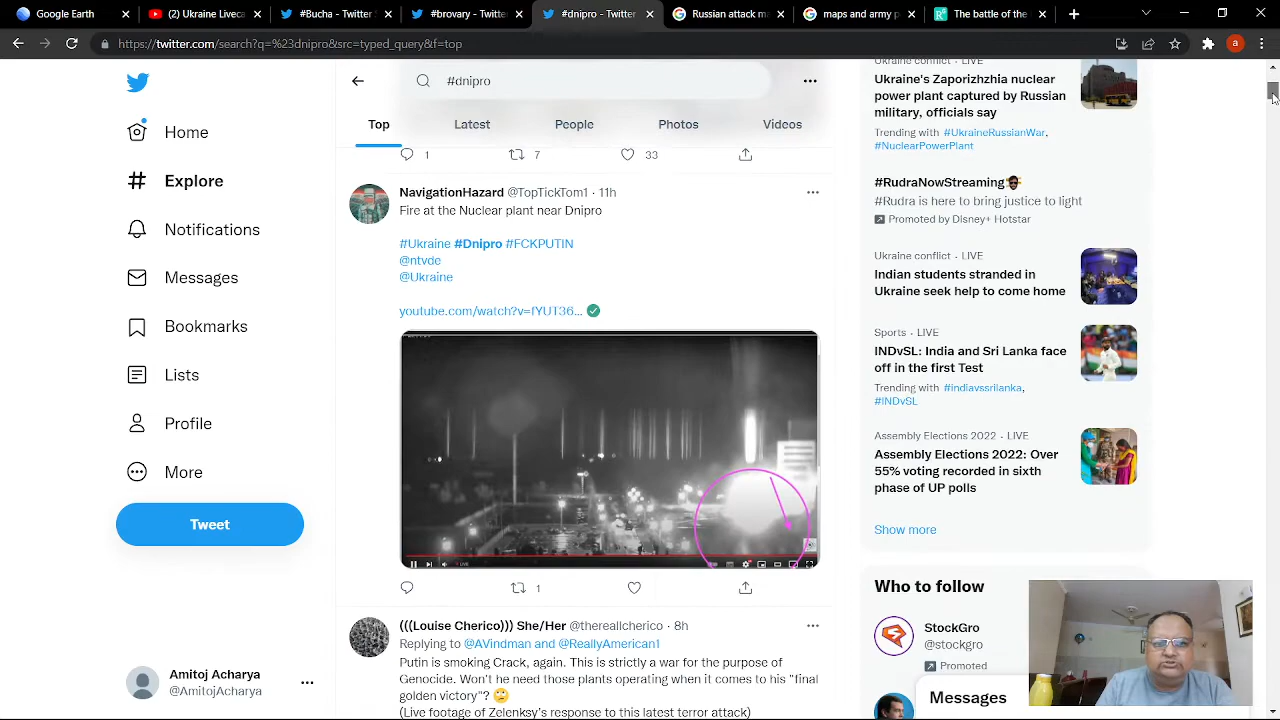 Google Earth
(2) Ukraine Liveca
#Bucha - Twitter
#brovary - Twitter
#dnipro - Twitter
Russian attack ma
maps and army p
The battle of the
https://twitter.com/search?q=%23dnipro&src=typed_query&f=top
a
Home
Explore
Notifications
Messages
Bookmarks
Lists
Profile
More
Tweet
Amitoj Acharya
@AmitojAcharya
#dnipro
Top
Latest
People
Photos
Videos
1
7
33
NavigationHazard @TopTickTom1 · 11h
Fire at the Nuclear plant near Dnipro
#Ukraine #Dnipro #FCKPUTIN
@ntvde
@Ukraine
youtube.com/watch?v=fYUT36...
LIVE
1
(((Louise Cherico))) She/Her @thereallcherico · 8h
Replying to @AVindman and @ReallyAmerican1
Putin is smoking Crack, again. This is strictly a war for the purpose of
Genocide. Won't he need those plants operating when it comes to his "final
golden victory"?
(Live footage of Zelenksy's response to this latest terror attack)
Ukraine conflict · LIVE
Ukraine's Zaporizhzhia nuclear
power plant captured by Russian
military, officials say
Trending with #UkraineRussianWar,
#NuclearPowerPlant
#RudraNowStreaming
#Rudra is here to bring justice to light
Promoted by Disney+ Hotstar
Ukraine conflict · LIVE
Indian students stranded in
Ukraine seek help to come home
Sports · LIVE
INDvSL: India and Sri Lanka face
off in the first Test
Trending with #indiavssrilanka,
#INDvSL
Assembly Elections 2022 · LIVE
Assembly Elections 2022: Over
55% voting recorded in sixth
phase of UP polls
Show more
Who to follow
StockGro
@stockgro
Promoted
Messages